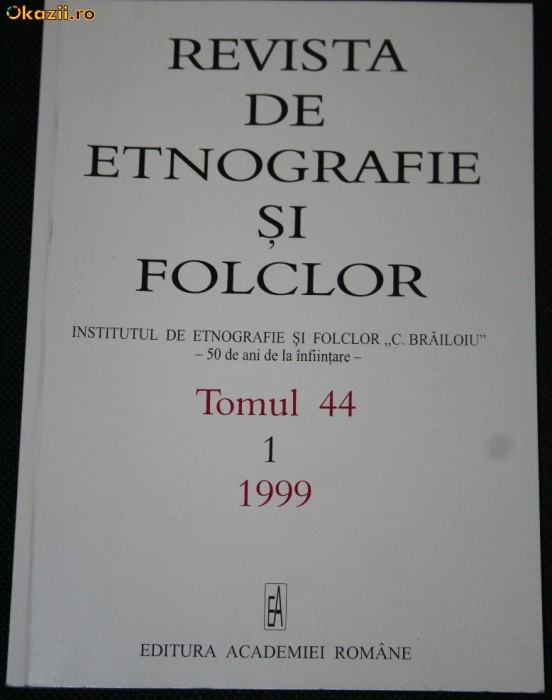 Okazii.ro
REVISTA
DE
ETNOGRAFIE
ȘI
FOLCLOR
INSTITUTUL DE ETNOGRAFIE ȘI FOLCLOR „C. BRĂILOIU”
– 50 de ani de la înființare –
Tomul 44
1
1999
EA
EDITURA ACADEMIEI ROMÂNE